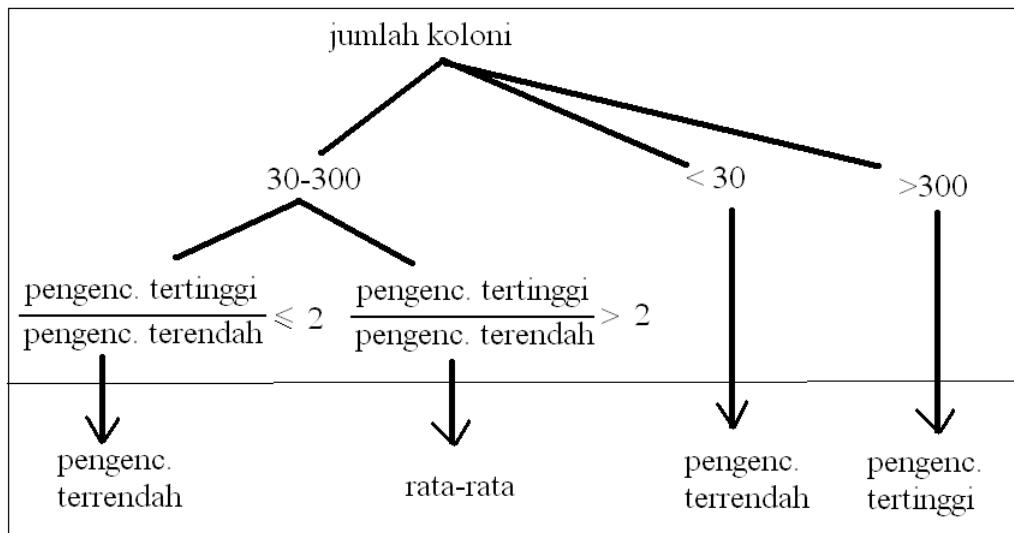 jumlah koloni
30-300
< 30
>300
pengenc. tertinggi
pengenc. terendah
⩽ 2
pengenc. tertinggi
pengenc. terendah
> 2
pengenc.
terrendah
rata-rata
pengenc.
terrendah
pengenc.
tertinggi